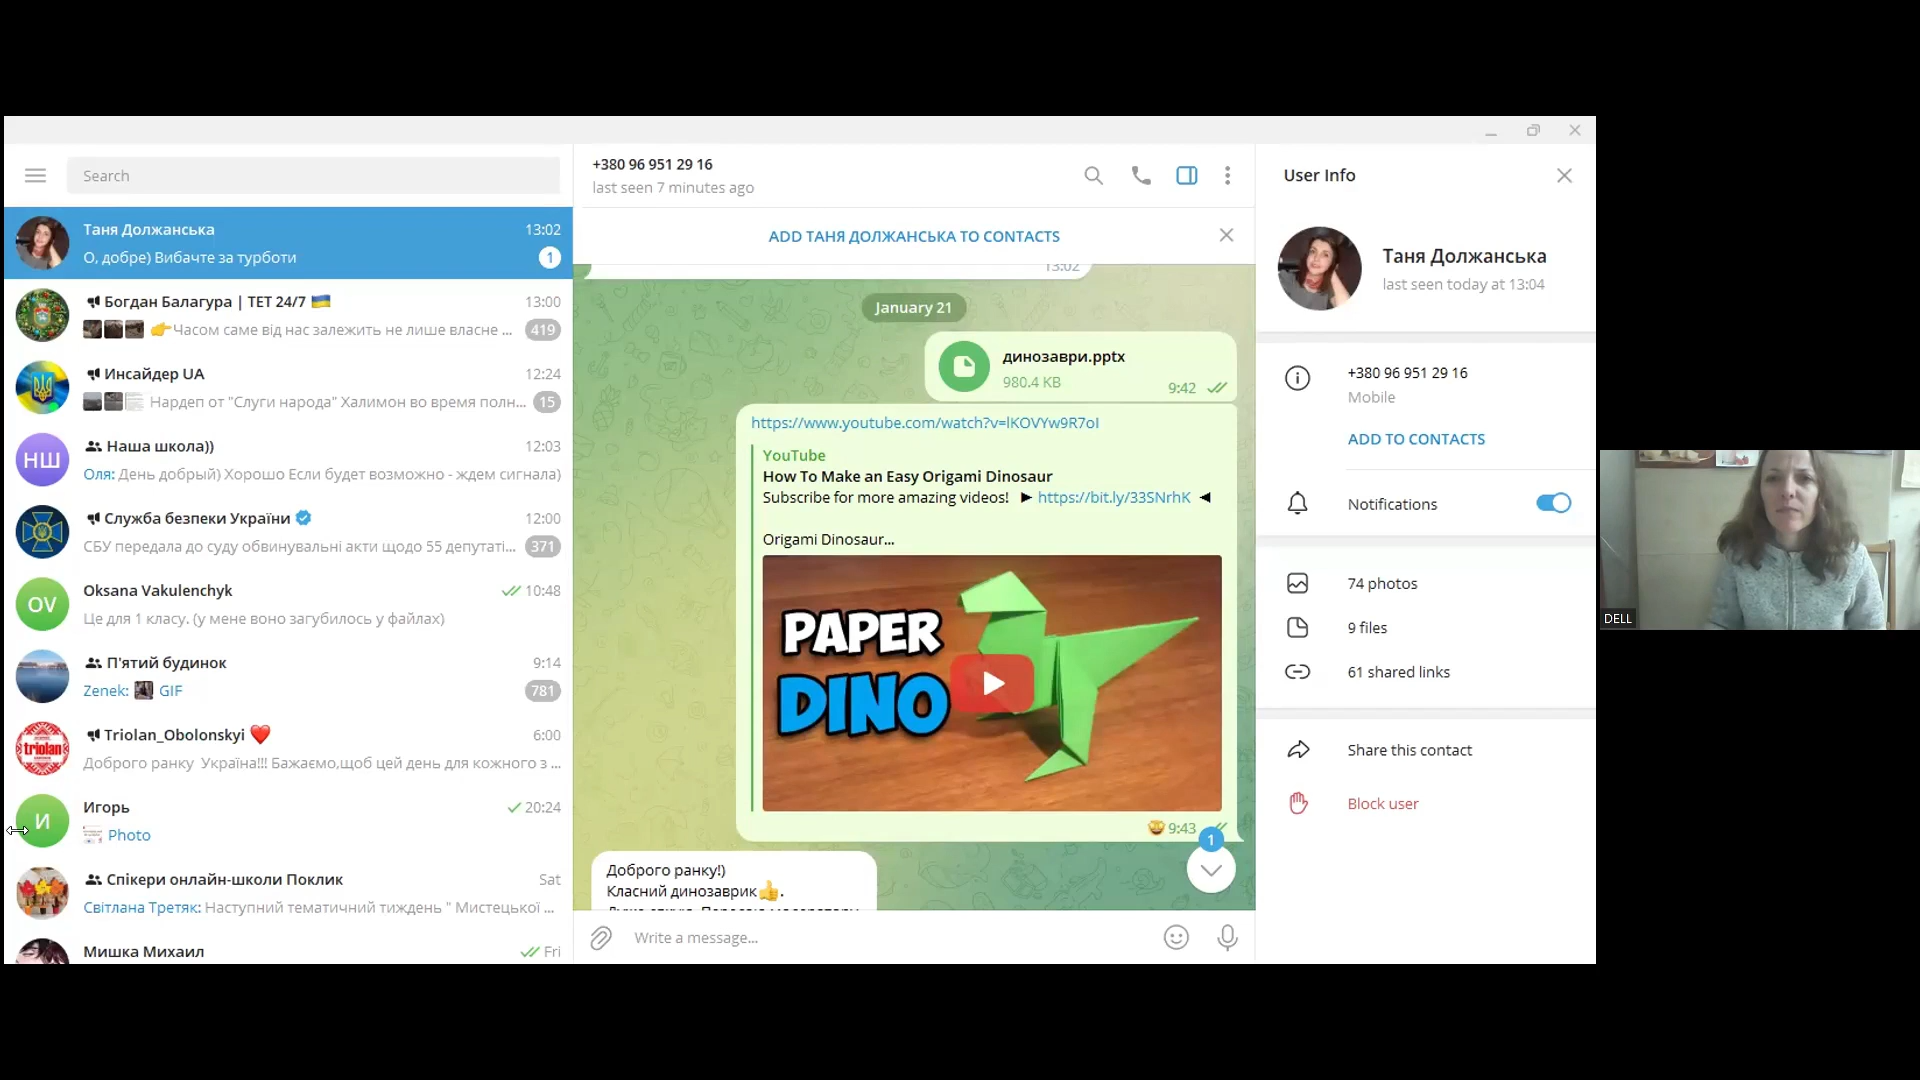 Search
Таня Должанська 13:02
О, добре) Вибачте за турботи 1
Богдан Балагура | ТЕТ 24/7 🇺🇦 13:00
👉Часом саме від нас залежить не лише власне ... 419
Инсайдер UA 12:24
Нардеп от "Слуги народа" Халимон во время полн... 15
НШ
Наша школа)) 12:03
Оля: День добрый) Хорошо Если будет возможно - ждем сигнала)
Служба безпеки України 12:00
СБУ передала до суду обвинувальні акти щодо 55 депутаті... 371
OV
Oksana Vakulenchyk 10:48
Це для 1 класу. (у мене воно загубилось у файлах)
П'ятий будинок 9:14
Zenek: GIF 781
triolan
Triolan_Obolonskyi ❤️ 6:00
Доброго ранку Україна!!! Бажаємо,щоб цей день для кожного з ...
И
Игорь 20:24
Photo
Спікери онлайн-школи Поклик Sat
Світлана Третяк: Наступний тематичний тиждень " Мистецької ...
Мишка Михаил Fri
+380 96 951 29 16
last seen 7 minutes ago
ADD ТАНЯ ДОЛЖАНСЬКА TO CONTACTS
13:02
January 21
динозаври.pptx
980.4 KB 9:42
https://www.youtube.com/watch?v=lKOVYw9R7oI
YouTube
How To Make an Easy Origami Dinosaur
Subscribe for more amazing videos! ► https://bit.ly/33SNrhK ◄
Origami Dinosaur...
PAPER
DINO
9:43
1
Доброго ранку!)
Класний динозаврик👍.
Write a message...
User Info
Таня Должанська
last seen today at 13:04
+380 96 951 29 16
Mobile
ADD TO CONTACTS
Notifications
74 photos
9 files
61 shared links
Share this contact
Block user
DELL